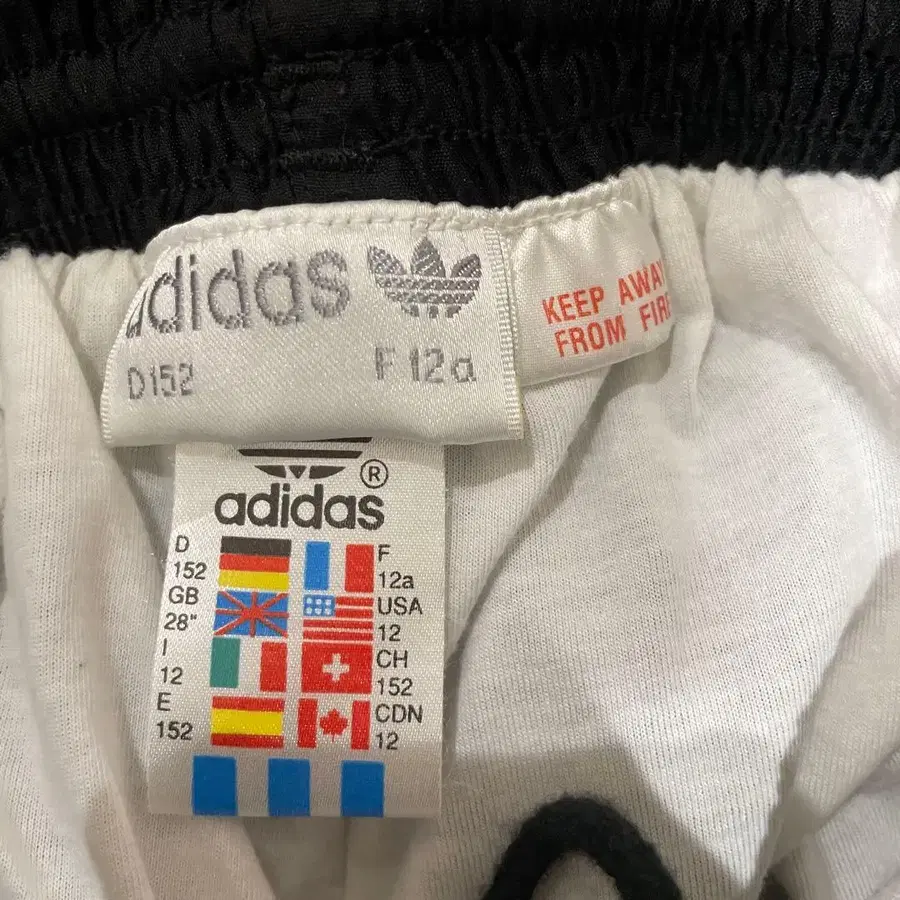 adidas
D152 F 12a
KEEP AWAY
FROM FIRE
®
adidas
D
152
GB
28"
I
12
E
152
F
12a
USA
12
CH
152
CDN
12